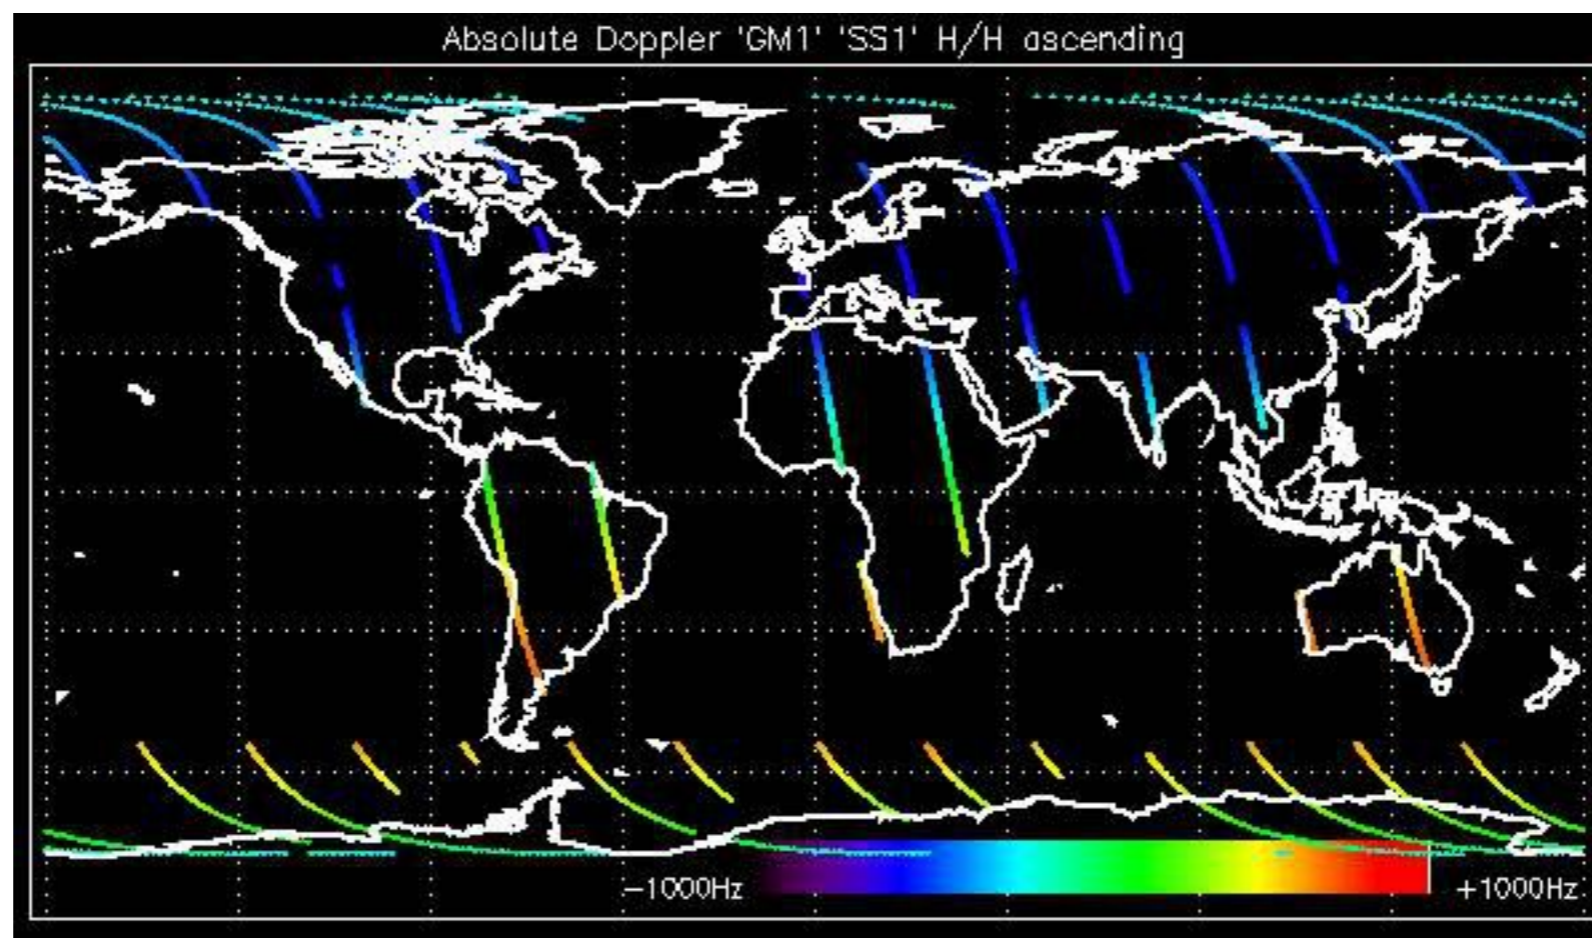 Absolute Doppler 'GM1' 'SS1' H/H ascending
−1000Hz +1000Hz